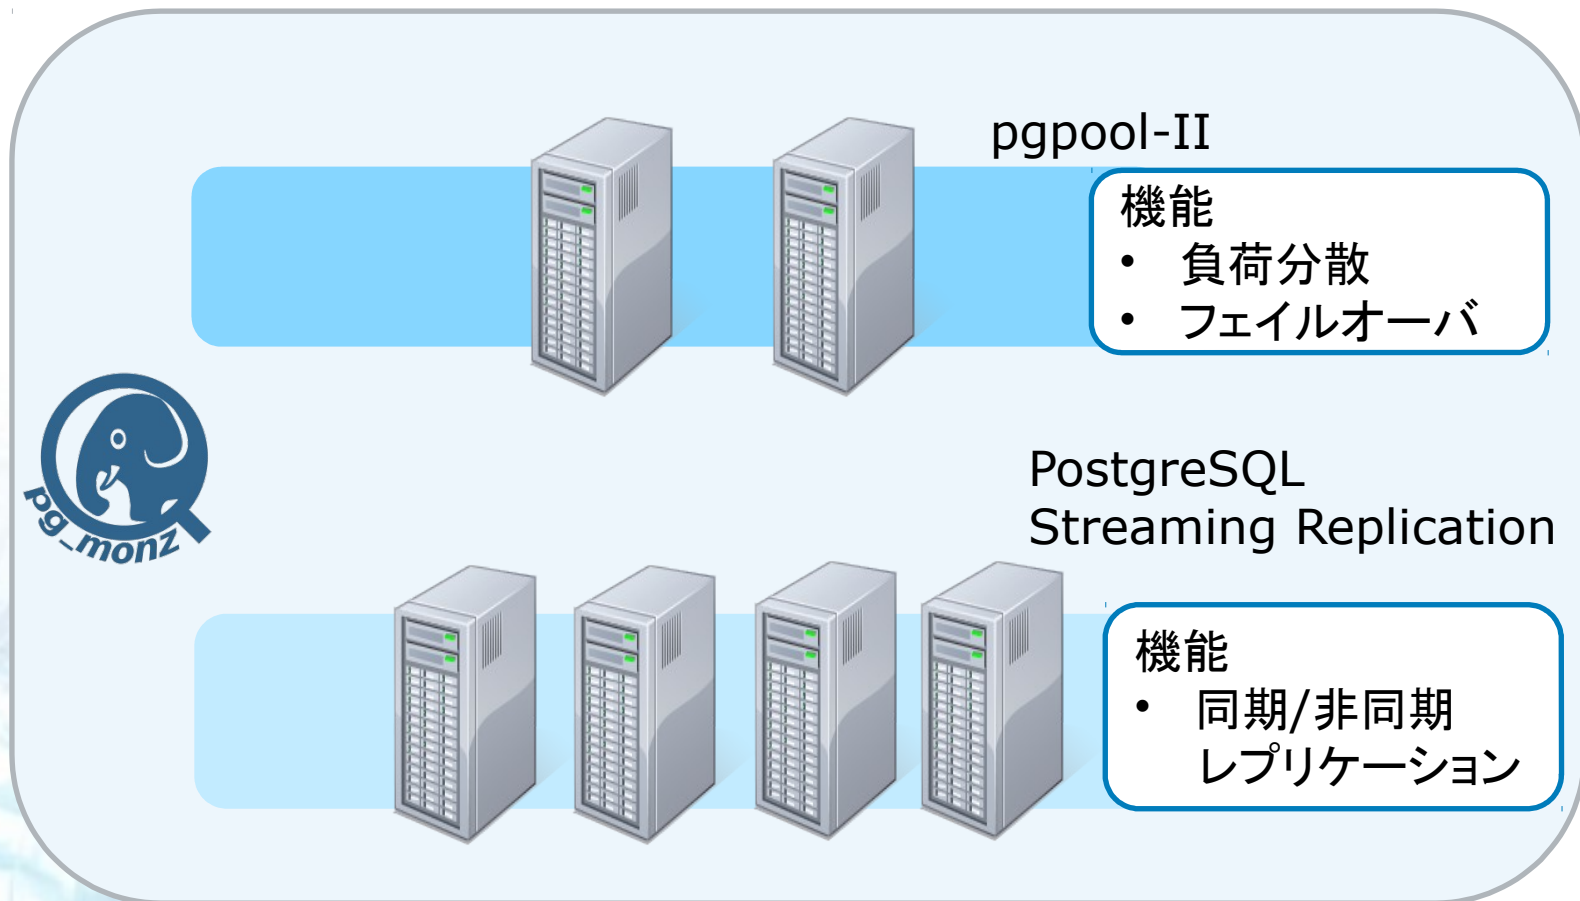 pgpool-II
機能
• 負荷分散
• フェイルオーバ
pg_monz
PostgreSQL
Streaming Replication
機能
• 同期/非同期
レプリケーション